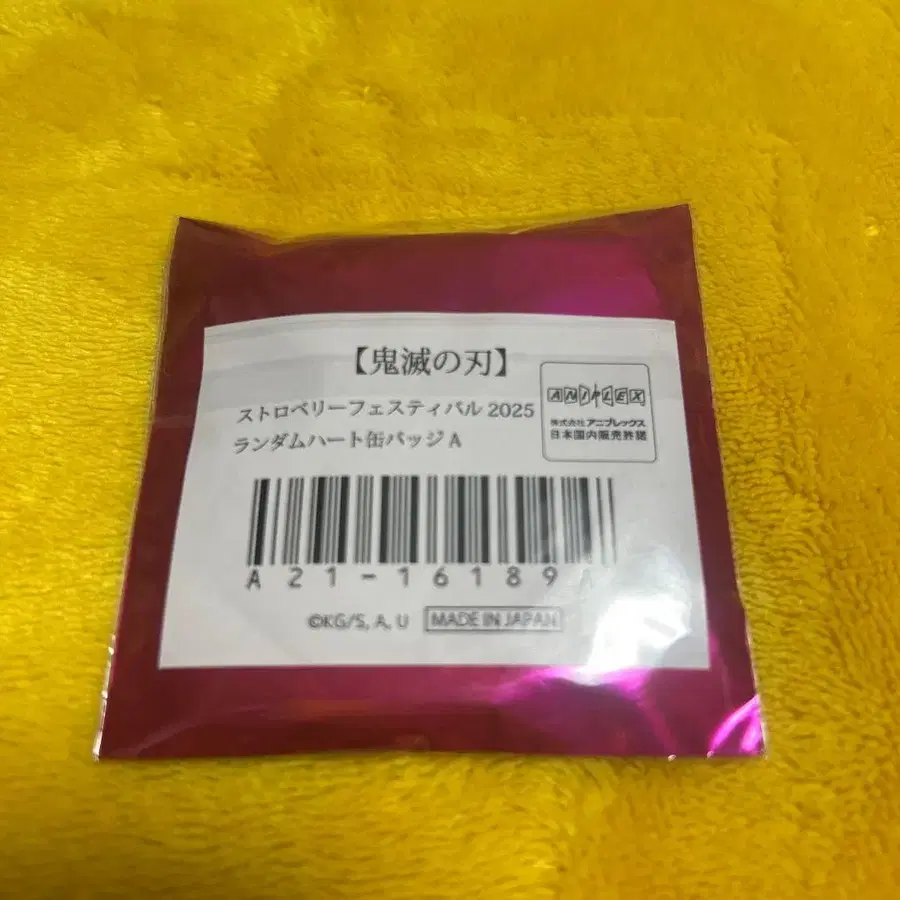 【鬼滅の刃】
ストロベリーフェスティバル 2025
ランダムハート缶バッジ A
ANIPLEX
株式会社 アニプレックス
日本国内販売許諾
A21-16189A
©KG/S, A, U
MADE IN JAPAN